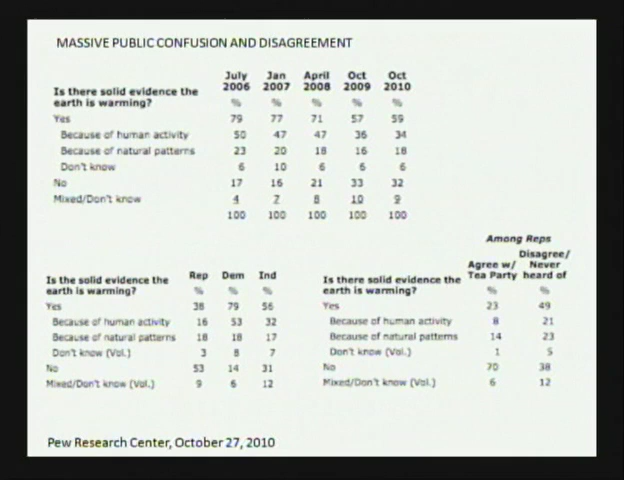 MASSIVE PUBLIC CONFUSION AND DISAGREEMENT
July Jan April Oct Oct
Is there solid evidence the 2006 2007 2008 2009 2010
earth is warming? % % % % %
Yes 79 77 71 57 59
Because of human activity 50 47 47 36 34
Because of natural patterns 23 20 18 16 18
Don't know 6 10 6 6 6
No 17 16 21 33 32
Mixed/Don't know 4 7 8 10 9
100 100 100 100 100
Is the solid evidence the Rep Dem Ind
earth is warming? % % %
Yes 38 79 56
Because of human activity 16 53 32
Because of natural patterns 18 18 17
Don't know (Vol.) 3 8 7
No 53 14 31
Mixed/Don't know (Vol.) 9 6 12
Among Reps
Disagree/
Agree w/ Never
Is there solid evidence the Tea Party heard of
earth is warming? % %
Yes 23 49
Because of human activity 8 21
Because of natural patterns 14 23
Don't know (Vol.) 1 5
No 70 38
Mixed/Don't know (Vol.) 6 12
Pew Research Center, October 27, 2010